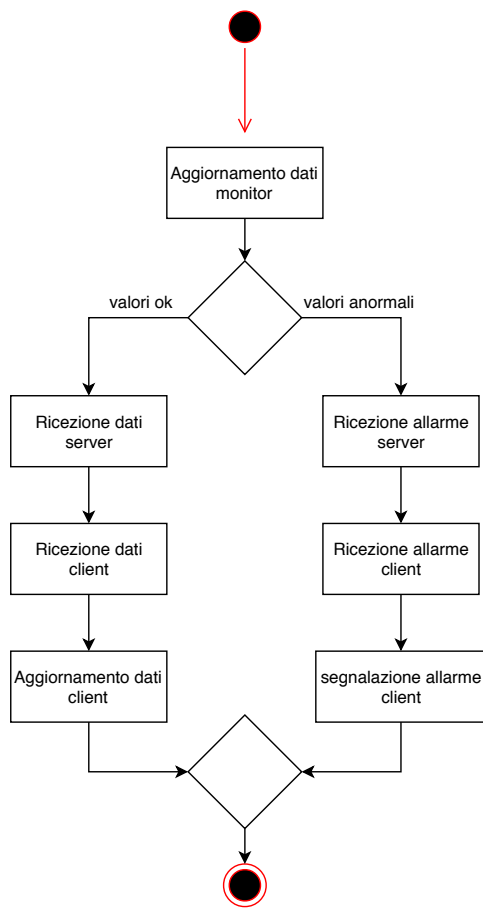 Aggiornamento dati
monitor
valori ok
valori anormali
Ricezione dati
server
Ricezione allarme
server
Ricezione dati
client
Ricezione allarme
client
Aggiornamento dati
client
segnalazione allarme
client